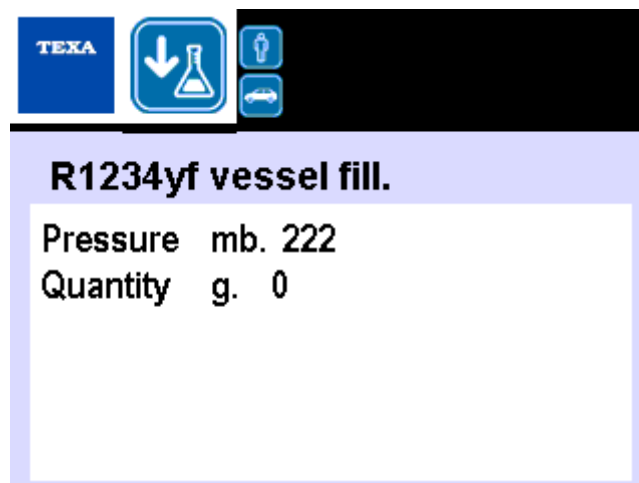 TEXA
R1234yf vessel fill.
Pressure mb. 222
Quantity g. 0